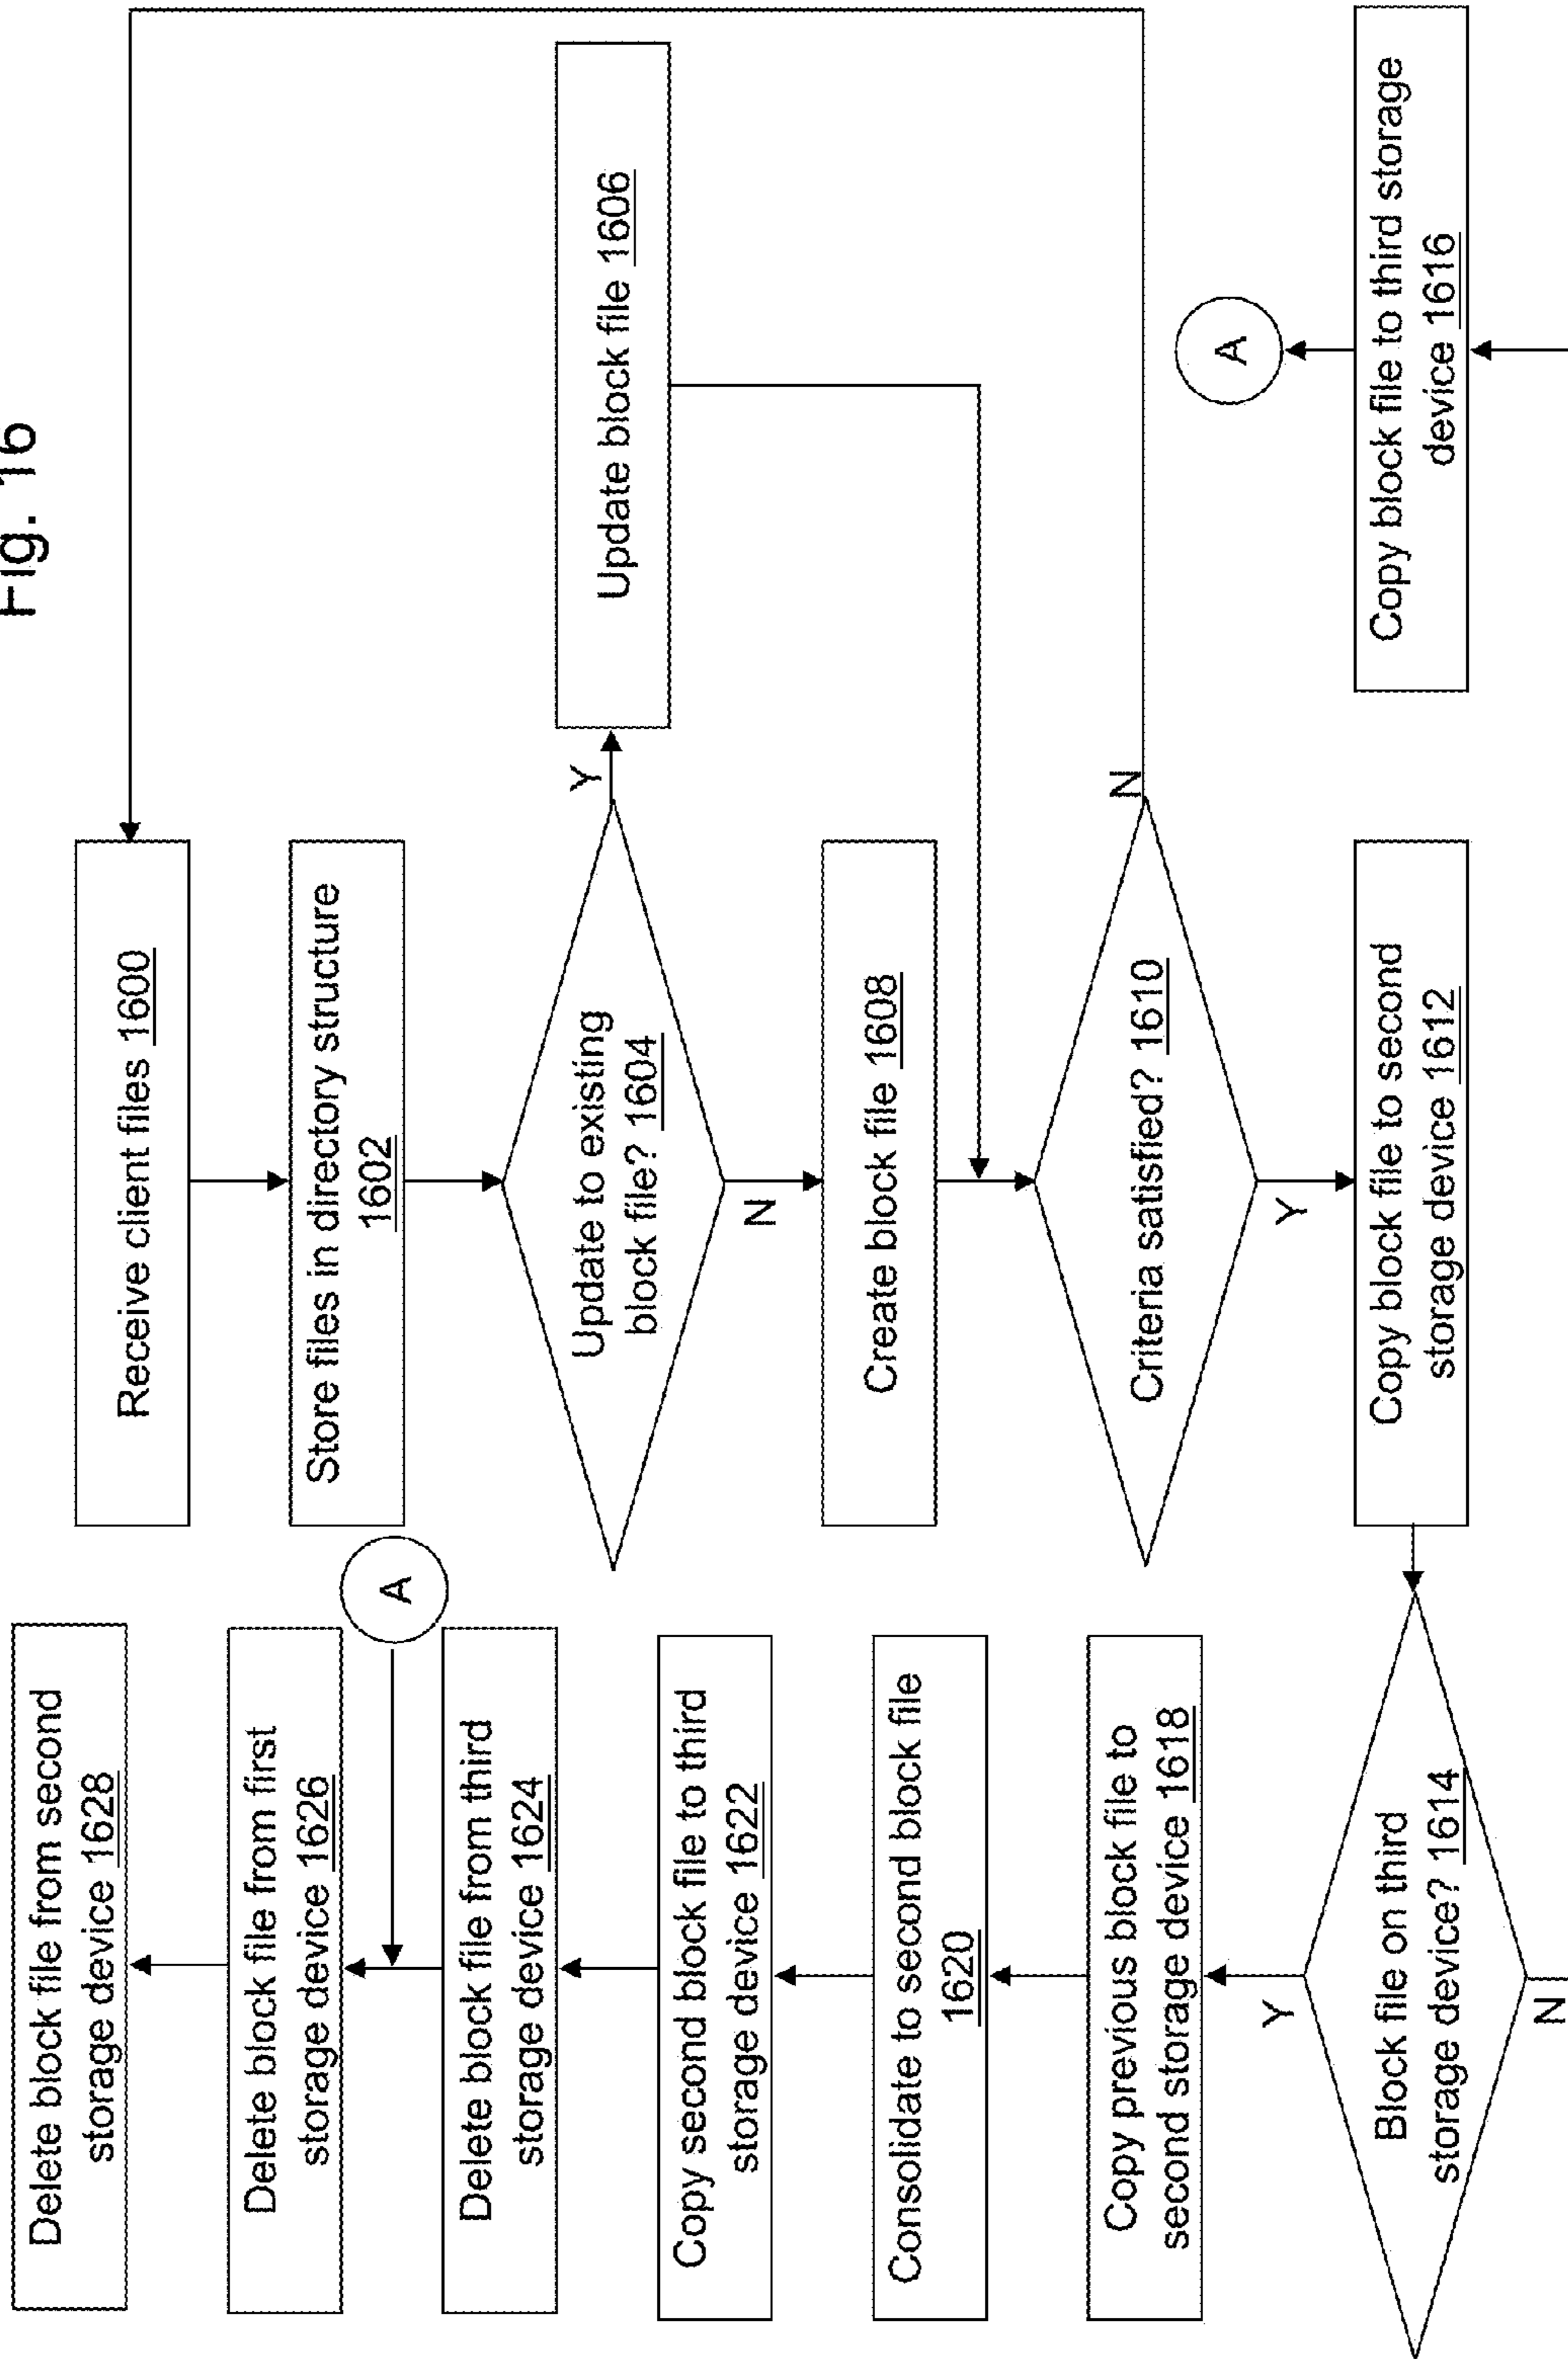 Fig. 16
Receive client files 1600
Store files in directory structure
1602
Update to existing
block file? 1604
Y
Update block file 1606
N
Create block file 1608
Criteria satisfied? 1610
N
Y
Copy block file to second
storage device 1612
Block file on third
storage device? 1614
N
Copy block file to third storage
device 1616
A
Y
Copy previous block file to
second storage device 1618
Consolidate to second block file
1620
Copy second block file to third
storage device 1622
Delete block file from third
storage device 1624
A
Delete block file from first
storage device 1626
Delete block file from second
storage device 1628